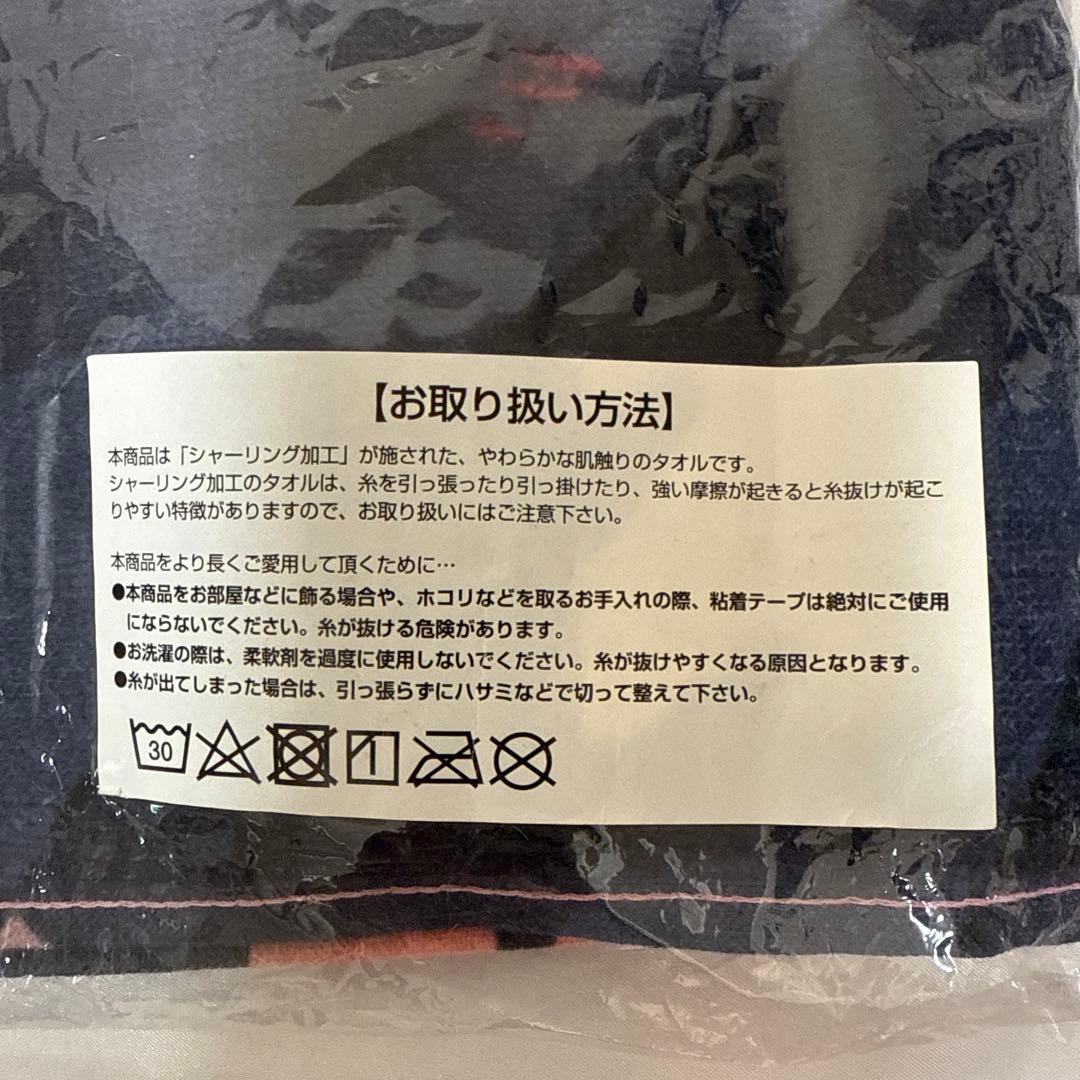 【お取り扱い方法】
本商品は「シャーリング加工」が施された、やわらかな肌触りのタオルです。
シャーリング加工のタオルは、糸を引っ張ったり引っ掛けたり、強い摩擦が起きると糸抜けが起こ
りやすい特徴がありますので、お取り扱いにはご注意下さい。
本商品をより長くご愛用して頂くために…
●本商品をお部屋などに飾る場合や、ホコリなどを取るお手入れの際、粘着テープは絶対にご使用
にならないでください。糸が抜ける危険があります。
●お洗濯の際は、柔軟剤を過度に使用しないでください。糸が抜けやすくなる原因となります。
●糸が出てしまった場合は、引っ張らずにハサミなどで切って整えて下さい。
30